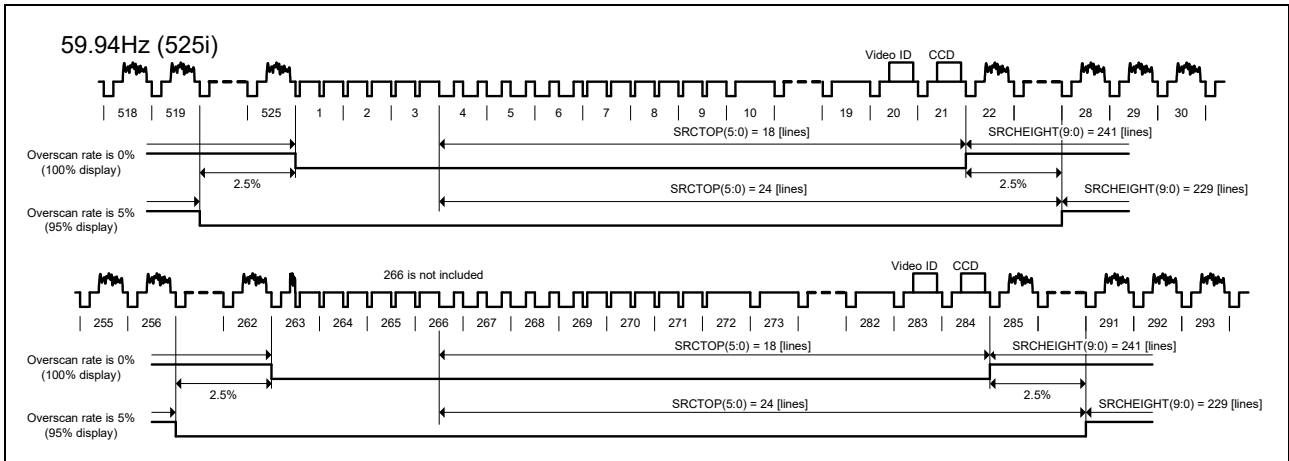 59.94Hz (525i)
Video ID CCD
518 519 525 1 2 3 4 5 6 7 8 9 10 19 20 21 22 28 29 30
SRCTOP(5:0) = 18 [lines] SRCHEIGHT(9:0) = 241 [lines]
Overscan rate is 0%
(100% display)
2.5% 2.5%
SRCTOP(5:0) = 24 [lines] SRCHEIGHT(9:0) = 229 [lines]
Overscan rate is 5%
(95% display)
266 is not included
Video ID CCD
255 256 262 263 264 265 266 267 268 269 270 271 272 273 282 283 284 285 291 292 293
SRCTOP(5:0) = 18 [lines] SRCHEIGHT(9:0) = 241 [lines]
Overscan rate is 0%
(100% display)
2.5% 2.5%
SRCTOP(5:0) = 24 [lines] SRCHEIGHT(9:0) = 229 [lines]
Overscan rate is 5%
(95% display)